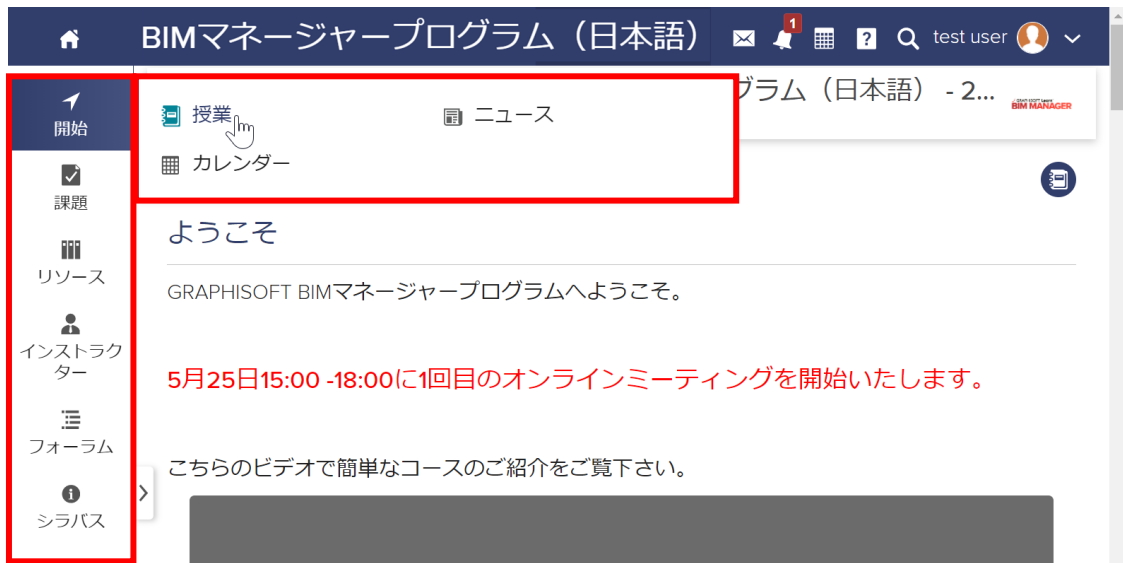 BIMマネージャープログラム（日本語）
1
?
test user
開始
課題
リソース
インストラク
ター
フォーラム
シラバス
授業
ニュース
カレンダー
グラム（日本語） - 2...
GRAPHISOFT Learn
BIM MANAGER
ようこそ
GRAPHISOFT BIMマネージャープログラムへようこそ。
5月25日15:00 -18:00に1回目のオンラインミーティングを開始いたします。
こちらのビデオで簡単なコースのご紹介をご覧下さい。